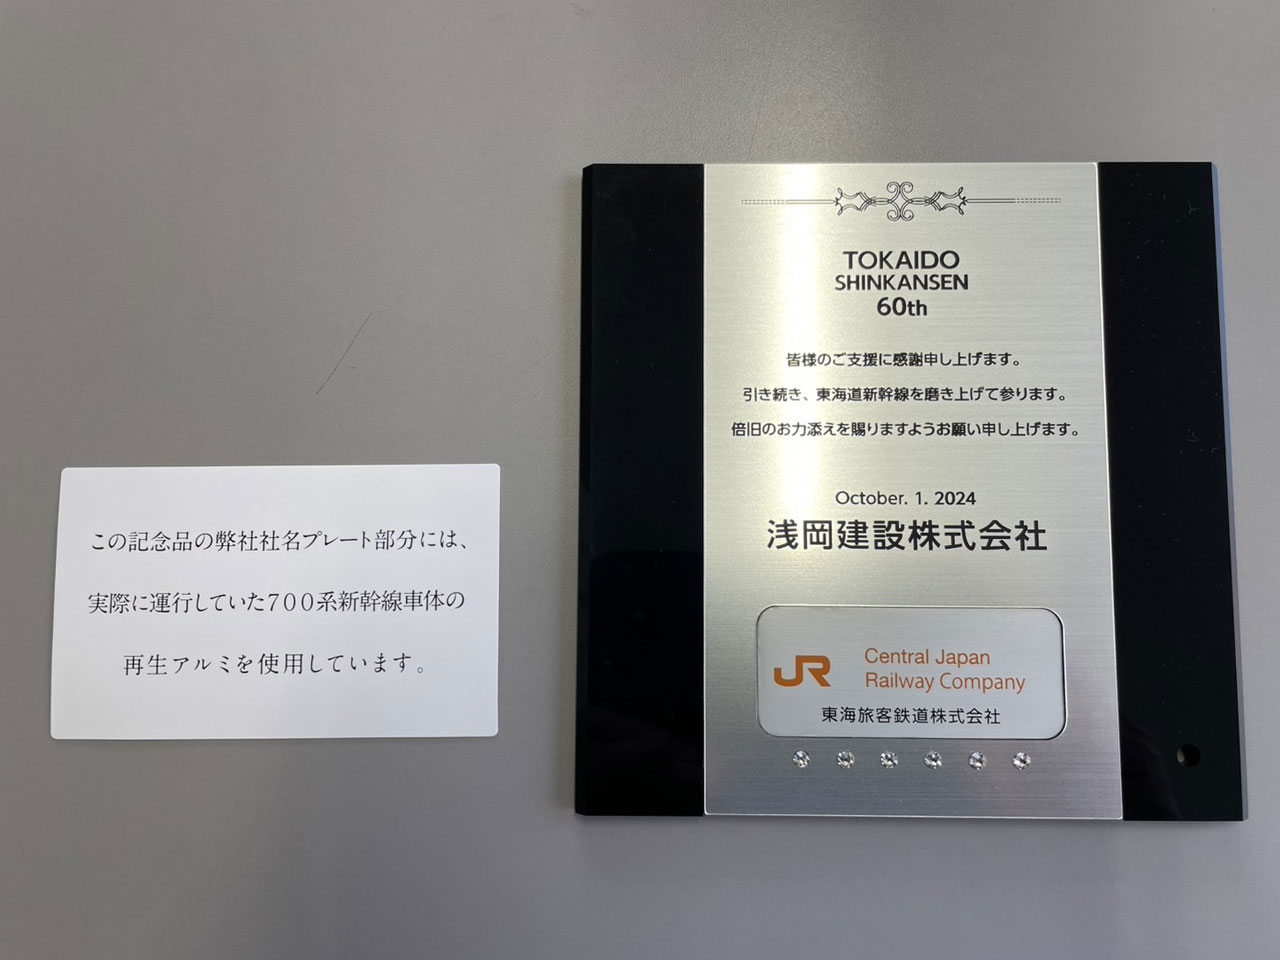 この記念品の弊社社名プレート部分には、
実際に運行していた700系新幹線車体の
再生アルミを使用しています。
TOKAIDO
SHINKANSEN
60th
皆様のご支援に感謝申し上げます。
引き続き、東海道新幹線を磨き上げて参ります。
倍旧のお力添えを賜りますようお願い申し上げます。
October. 1. 2024
浅岡建設株式会社
JR Central Japan
Railway Company
東海旅客鉄道株式会社